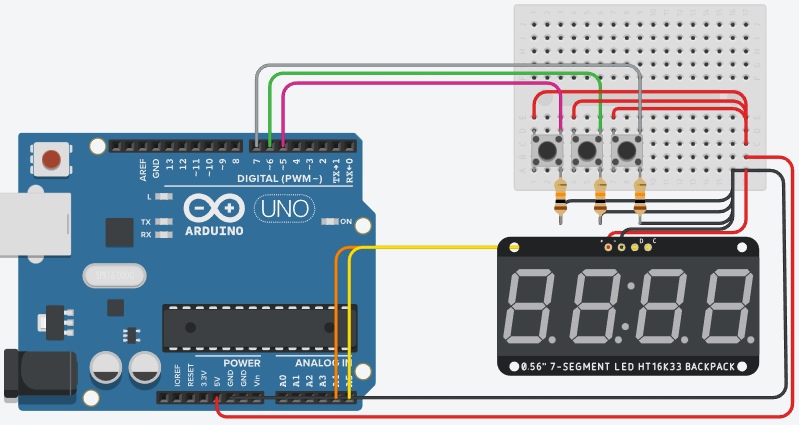 AREF
GND
13
12
~11
~10
~9
8
7
~6
~5
4
~3
2
TX→1
RX←0
DIGITAL (PWM~)
L
TX
RX
ARDUINO
UNO
ON
POWER
ANALOG IN
IOREF
RESET
3.3V
5V
GND
GND
Vin
A0
A1
A2
A3
+ - D C
0.56" 7-SEGMENT LED HT16K33 BACKPACK